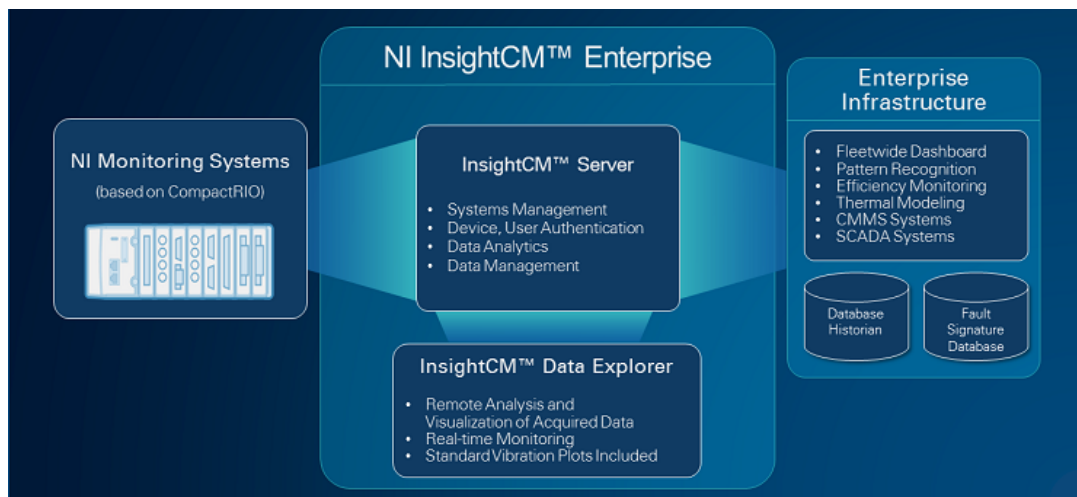 NI InsightCM™ Enterprise
NI Monitoring Systems
(based on CompactRIO)
InsightCM™ Server
• Systems Management
• Device, User Authentication
• Data Analytics
• Data Management
InsightCM™ Data Explorer
• Remote Analysis and
Visualization of Acquired Data
• Real-time Monitoring
• Standard Vibration Plots Included
Enterprise
Infrastructure
• Fleetwide Dashboard
• Pattern Recognition
• Efficiency Monitoring
• Thermal Modeling
• CMMS Systems
• SCADA Systems
Database
Historian
Fault
Signature
Database